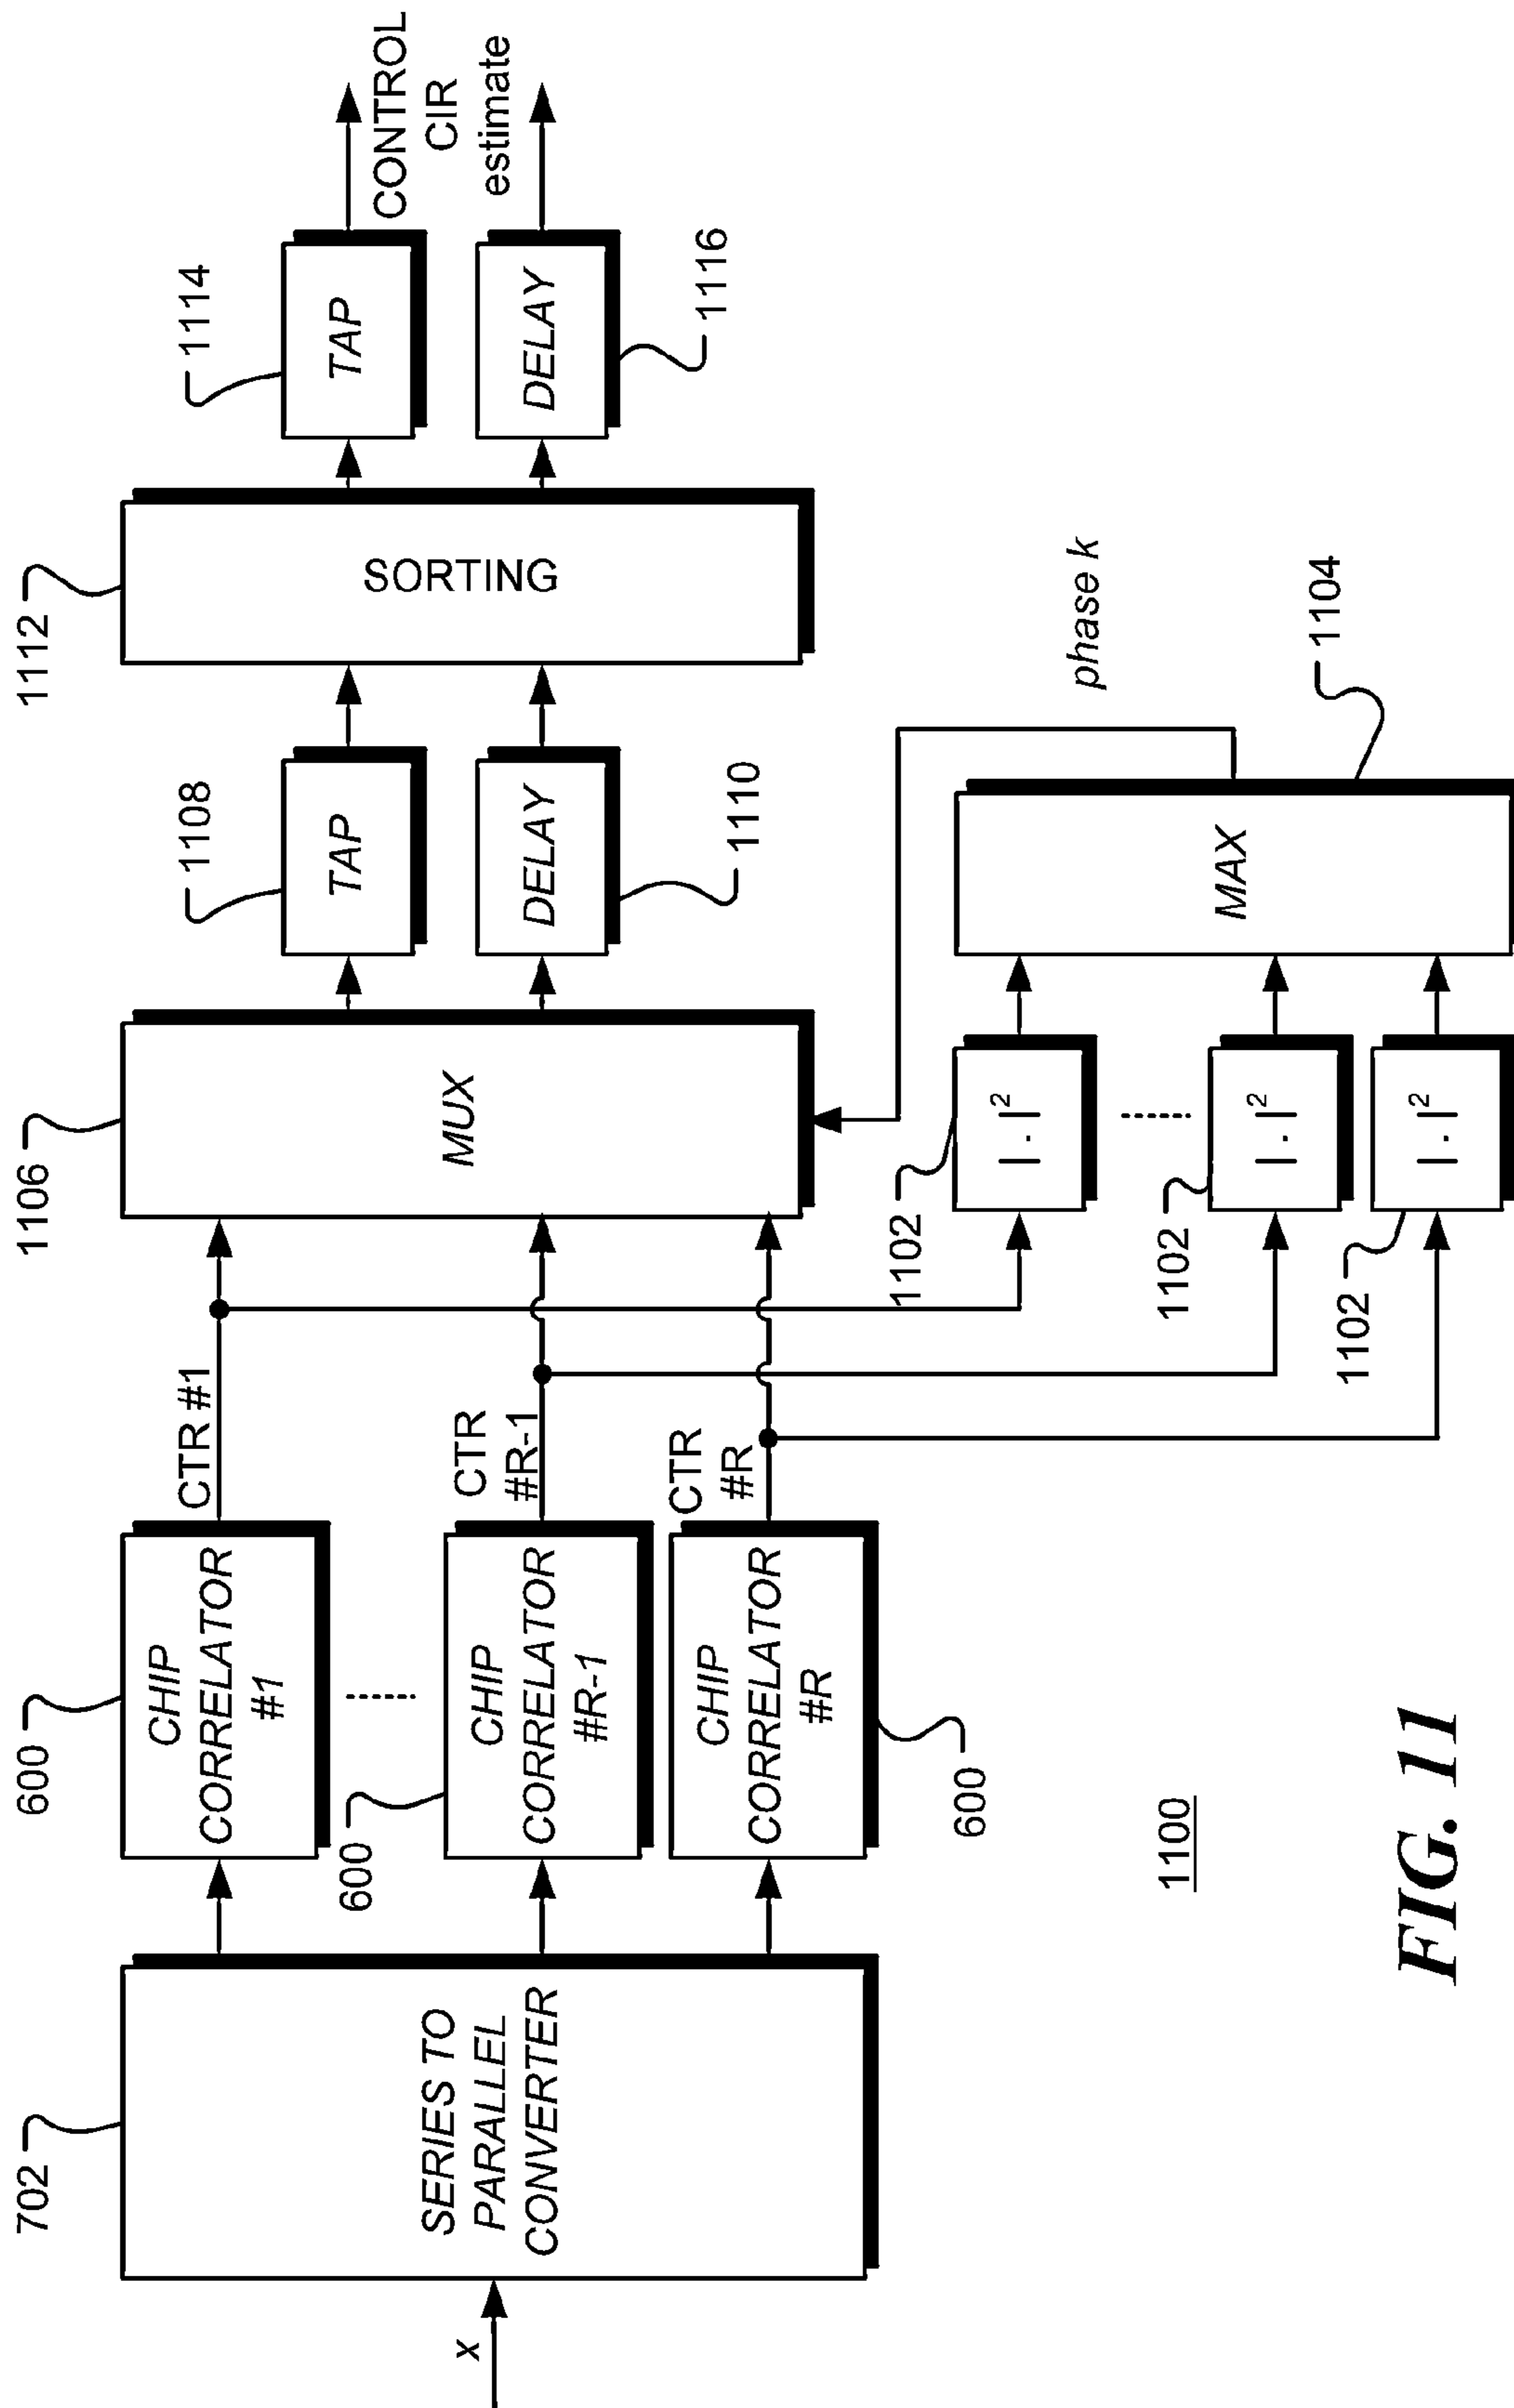 702
600
1106
1112
1108
1114
x
SERIES TO
PARALLEL
CONVERTER
CHIP
CORRELATOR
#1
600
CHIP
CORRELATOR
#R-1
CHIP
CORRELATOR
#R
600
CTR #1
CTR
#R-1
CTR
#R
MUX
TAP
DELAY
1110
SORTING
TAP
DELAY
1116
CONTROL
CIR
estimate
1102
|.|²
1102
|.|²
1102
|.|²
MAX
phase k
1104
1100
FIG. 11